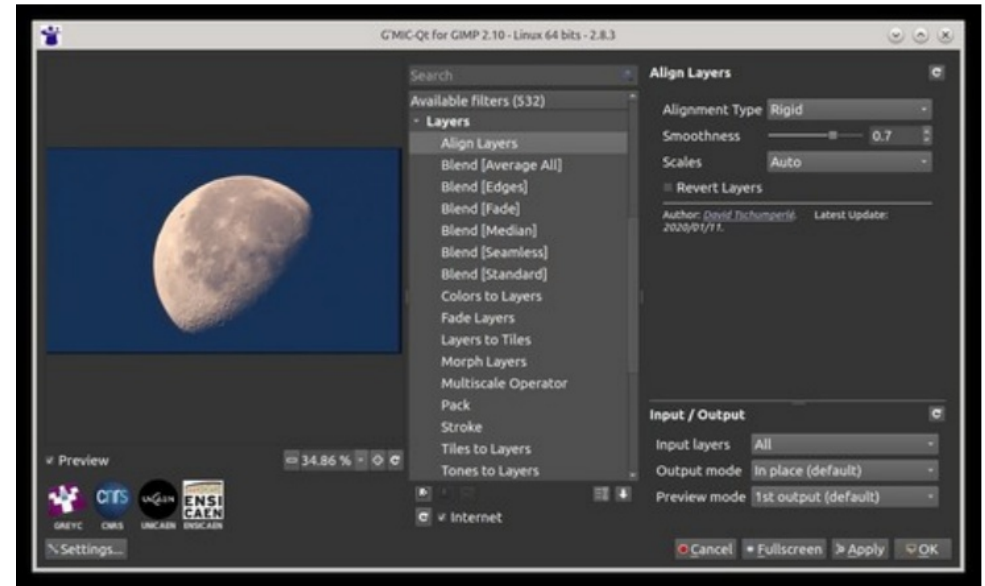 G'MIC-Qt for GIMP 2.10 - Linux 64 bits - 2.8.3
Search
Available filters (532)
Layers
Align Layers
Blend [Average All]
Blend [Edges]
Blend [Fade]
Blend [Median]
Blend [Seamless]
Blend [Standard]
Colors to Layers
Fade Layers
Layers to Tiles
Morph Layers
Multiscale Operator
Pack
Stroke
Tiles to Layers
Tones to Layers
Internet
Preview
34.86 %
GREYC
CNRS
UNICAEN
ENSICAEN
Settings...
Align Layers
Alignment Type Rigid
Smoothness 0.7
Scales Auto
Revert Layers
Author: David Tschumperlé. Latest Update:
2020/01/11.
Input / Output
Input layers All
Output mode In place (default)
Preview mode 1st output (default)
Cancel Fullscreen Apply OK